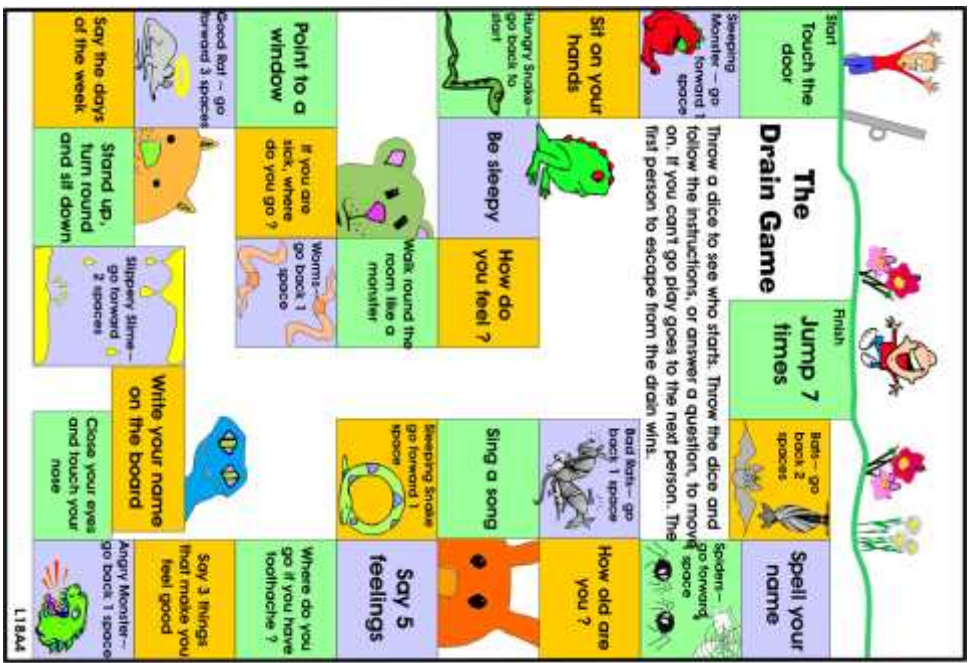 The
Drain Game
Throw a dice to see who starts. Throw the dice and
follow the instructions, or answer a question, to move
on. If you can't go play goes to the next person. The
first person to escape from the drain wins.
Start
Touch the
door
Sleeping
Monster – go
forward 1
space
Sit on your
hands
Hungry Snake–
go back to
start
Be sleepy
How do
you feel ?
Walk round the
room like a
monster
Worms–
go back 1
space
If you are
sick, where
do you go ?
Point to a
window
Good Rat – go
forward 3 spaces
Say the days
of the week
Stand up,
turn round
and sit down
Slippery Slime–
go forward
2 spaces
Write your name
on the board
Close your eyes
and touch your
nose
Angry Monster–
go back 1 space
Say 3 things
that make you
feel good
Where do you
go if you have
toothache ?
Say 5
feelings
Sleeping Snake
go forward 1
space
Sing a song
Bad Rats– go
back 1 space
How old are
you ?
Spiders–
go forward
space
Spell your
name
Bats– go
back 2
spaces
Finish
Jump 7
times
L18A4